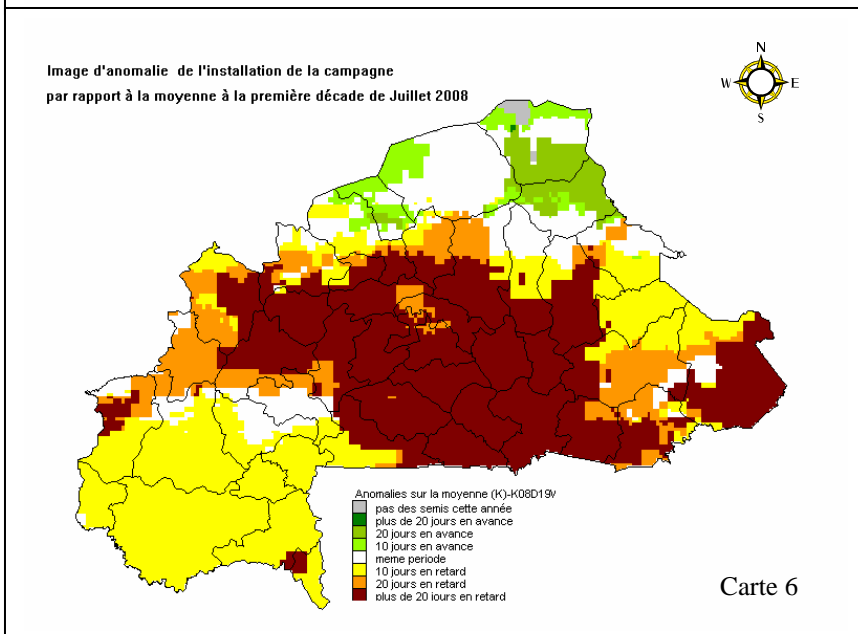 Image d'anomalie de l'installation de la campagne
par rapport à la moyenne à la première décade de Juillet 2008
N
W E
S
Anomalies sur la moyenne (K)-K08D19V
pas des semis cette année
plus de 20 jours en avance
20 jours en avance
10 jours en avance
meme periode
10 jours en retard
20 jours en retard
plus de 20 jours en retard
Carte 6